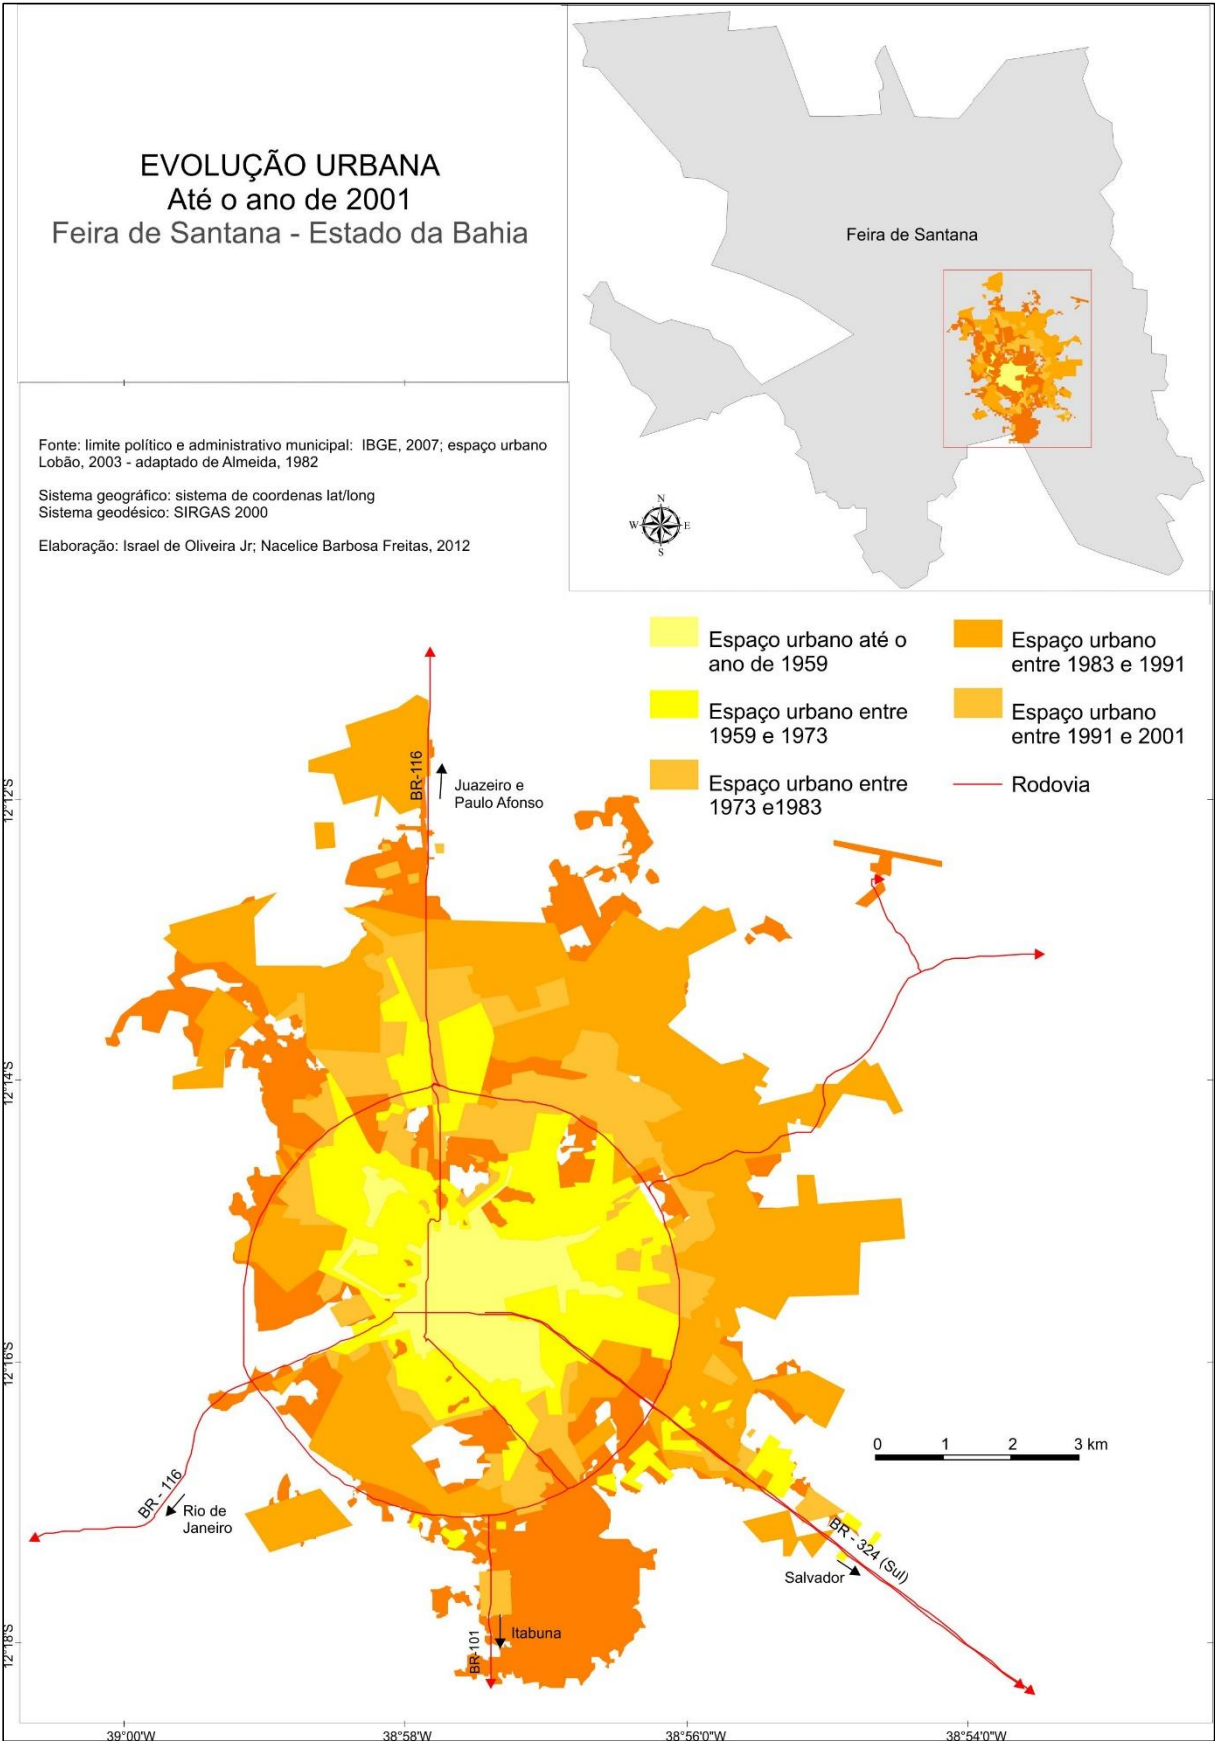 EVOLUÇÃO URBANA
Até o ano de 2001
Feira de Santana - Estado da Bahia
Feira de Santana
Fonte: limite político e administrativo municipal: IBGE, 2007; espaço urbano
Lobão, 2003 - adaptado de Almeida, 1982
Sistema geográfico: sistema de coordenas lat/long
Sistema geodésico: SIRGAS 2000
Elaboração: Israel de Oliveira Jr; Nacelice Barbosa Freitas, 2012
N
W
E
S
Espaço urbano até o
ano de 1959
Espaço urbano entre
1959 e 1973
Espaço urbano entre
1973 e1983
Espaço urbano
entre 1983 e 1991
Espaço urbano
entre 1991 e 2001
Rodovia
BR-116
Juazeiro e
Paulo Afonso
12°12'S
12°14'S
12°16'S
12°18'S
0 1 2 3 km
BR - 116
Rio de
Janeiro
BR - 324 (Sul)
Salvador
Itabuna
BR-101
39°00'W
38°58'W
38°56'0'W
38°54'0'W